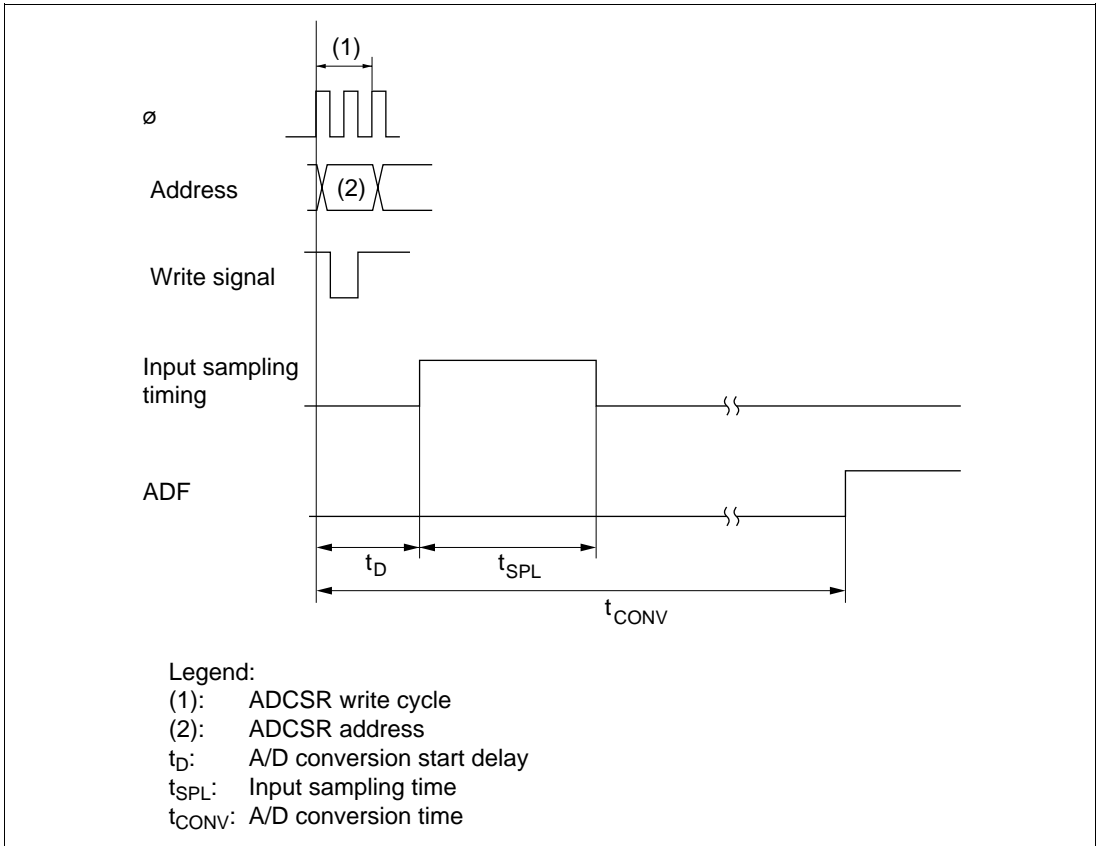 (1)
ø
Address
(2)
Write signal
Input sampling
timing
ADF
tD
tSPL
tCONV
Legend:
(1): ADCSR write cycle
(2): ADCSR address
tD: A/D conversion start delay
tSPL: Input sampling time
tCONV: A/D conversion time